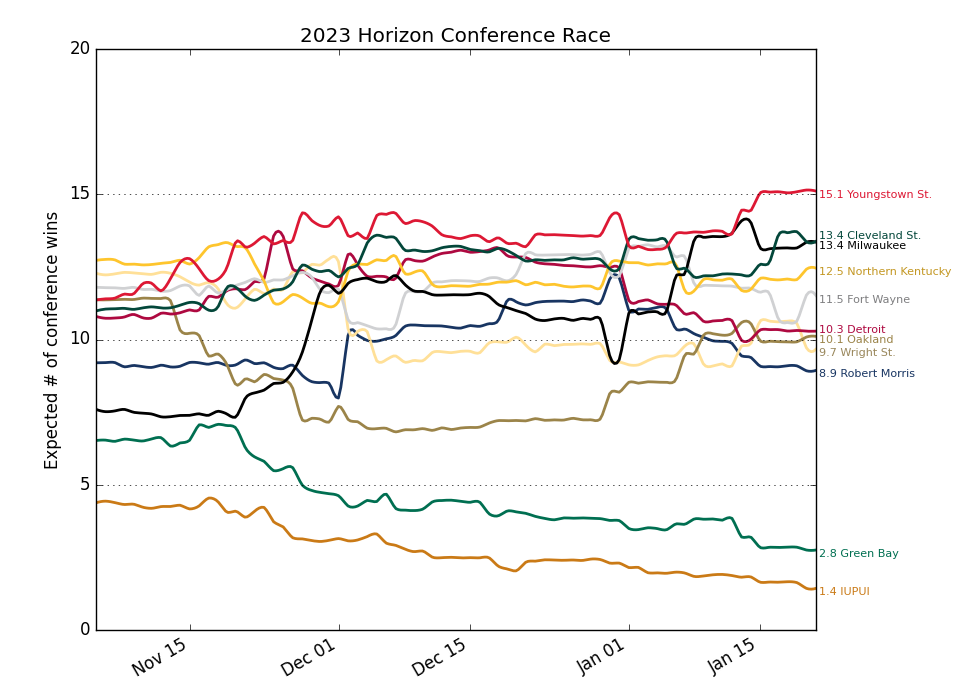 2023 Horizon Conference Race
Expected # of conference wins
20
15
10
5
0
Nov 15
Dec 01
Dec 15
Jan 01
Jan 15
15.1 Youngstown St.
13.4 Cleveland St.
13.4 Milwaukee
12.5 Northern Kentucky
11.5 Fort Wayne
10.3 Detroit
10.1 Oakland
9.7 Wright St.
8.9 Robert Morris
2.8 Green Bay
1.4 IUPUI